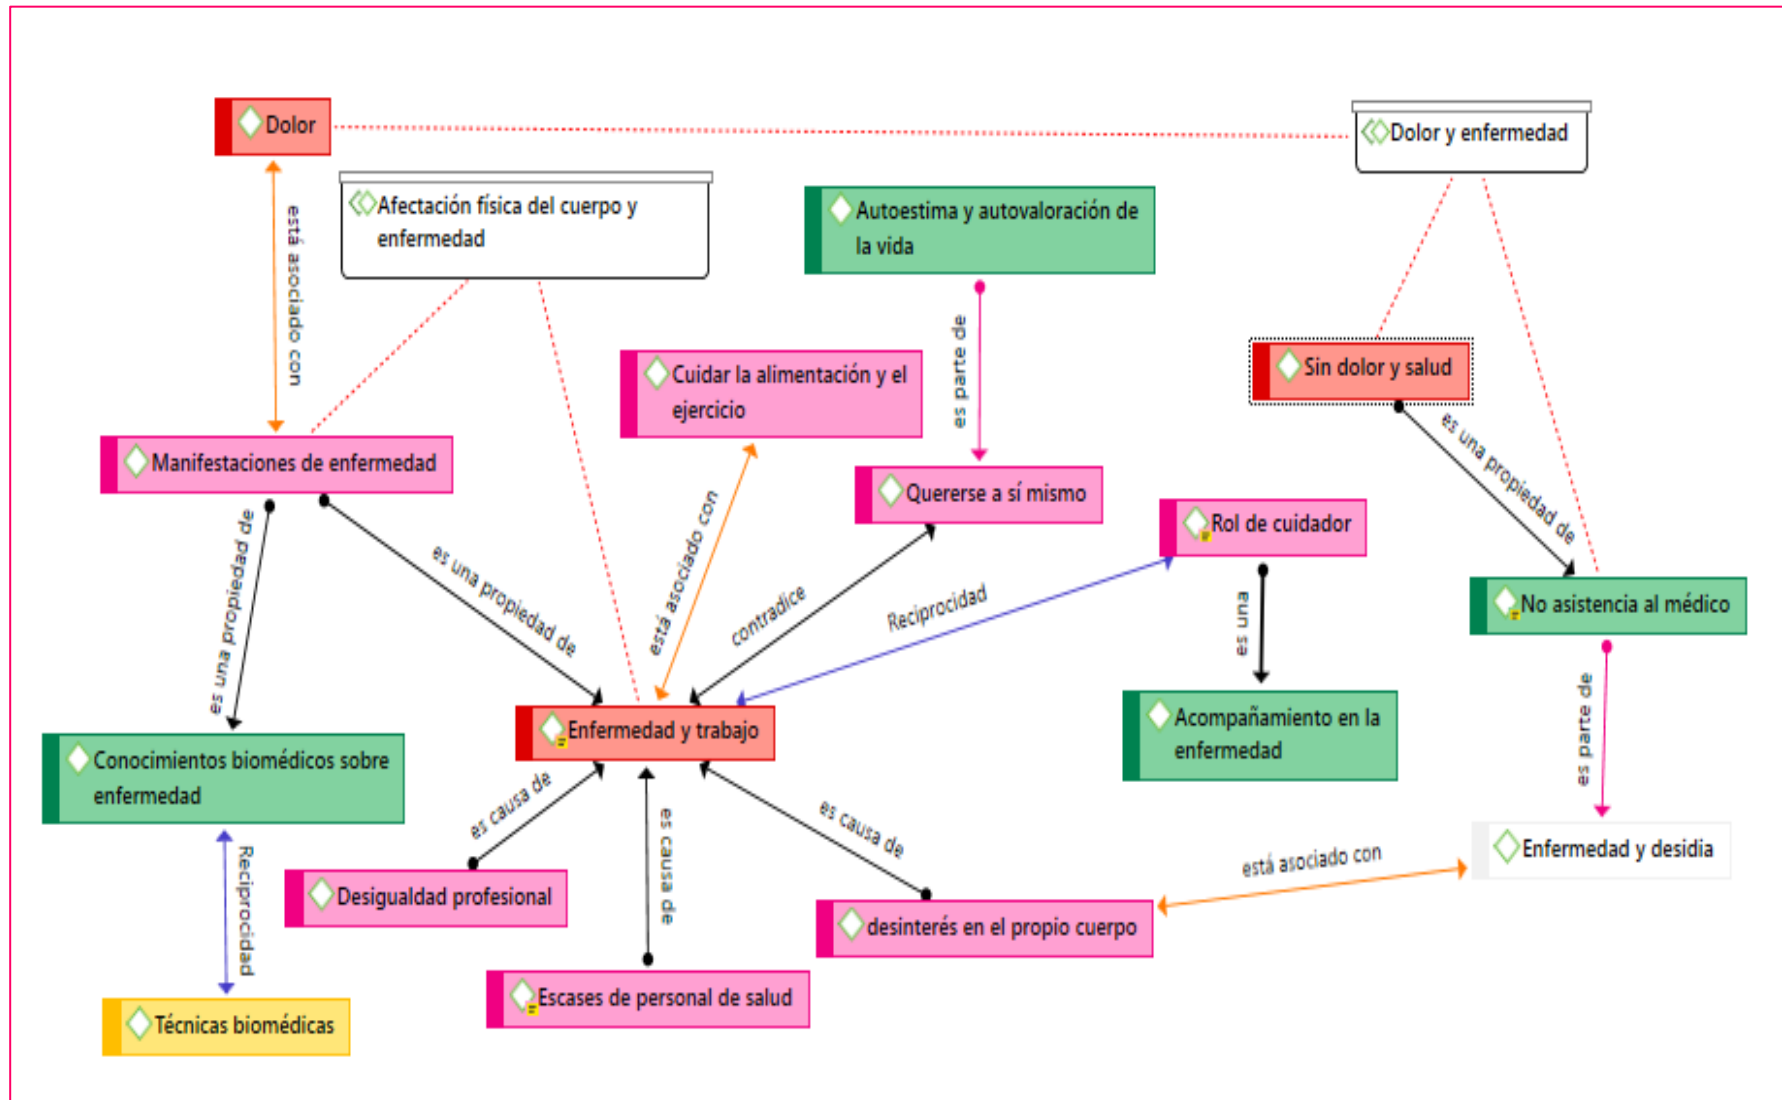 Dolor
Dolor y enfermedad
Afectación física del cuerpo y
enfermedad
Autoestima y autovaloración de
la vida
está asociado con
es parte de
Cuidar la alimentación y el
ejercicio
Sin dolor y salud
Manifestaciones de enfermedad
Quererse a sí mismo
es una propiedad de
Rol de cuidador
es una propiedad de
es una propiedad de
está asociado con
contradice
Reciprocidad
es una
No asistencia al médico
Enfermedad y trabajo
Acompañamiento en la
enfermedad
es parte de
Conocimientos biomédicos sobre
enfermedad
es causa de
es causa de
es causa de
Enfermedad y desidia
está asociado con
Reciprocidad
Desigualdad profesional
desinterés en el propio cuerpo
Escases de personal de salud
Técnicas biomédicas